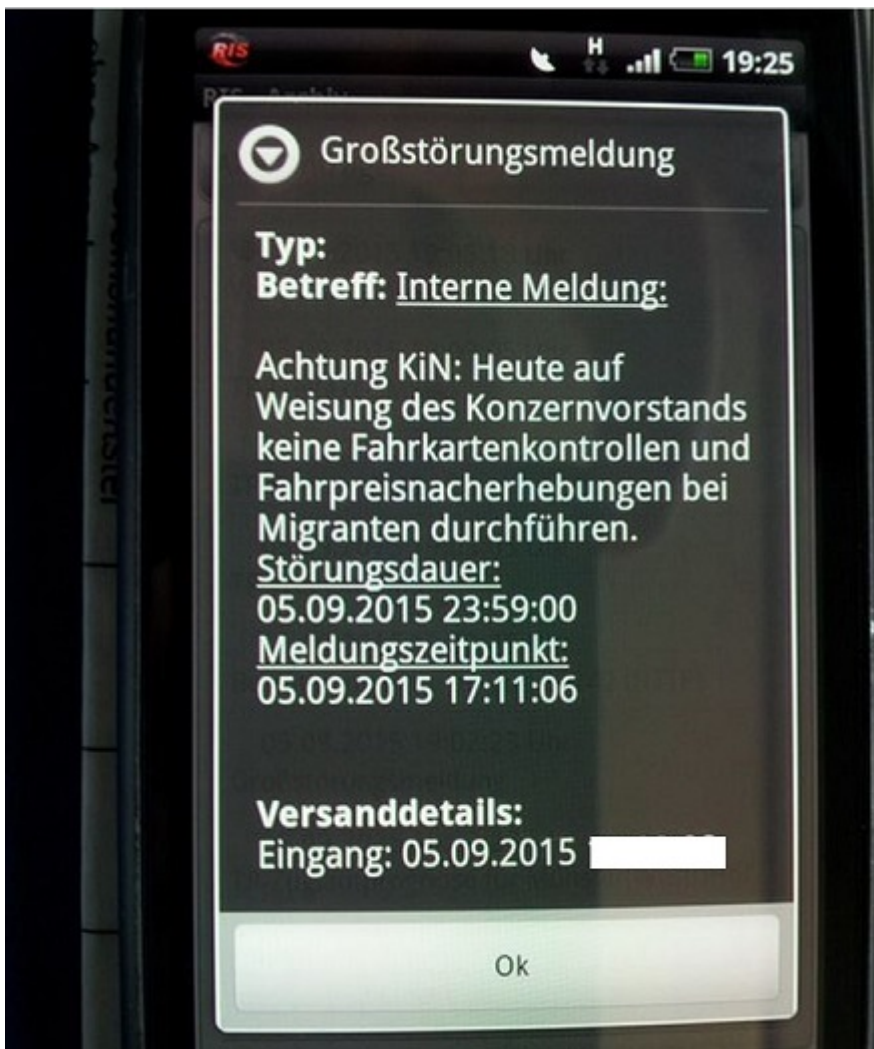 RIS
H
19:25
RIS - Archiv
Großstörungsmeldung
Typ:
Betreff: Interne Meldung:
Achtung KiN: Heute auf
Weisung des Konzernvorstands
keine Fahrkartenkontrollen und
Fahrpreisnacherhebungen bei
Migranten durchführen.
Störungsdauer:
05.09.2015 23:59:00
Meldungszeitpunkt:
05.09.2015 17:11:06
Versanddetails:
Eingang: 05.09.2015
Ok